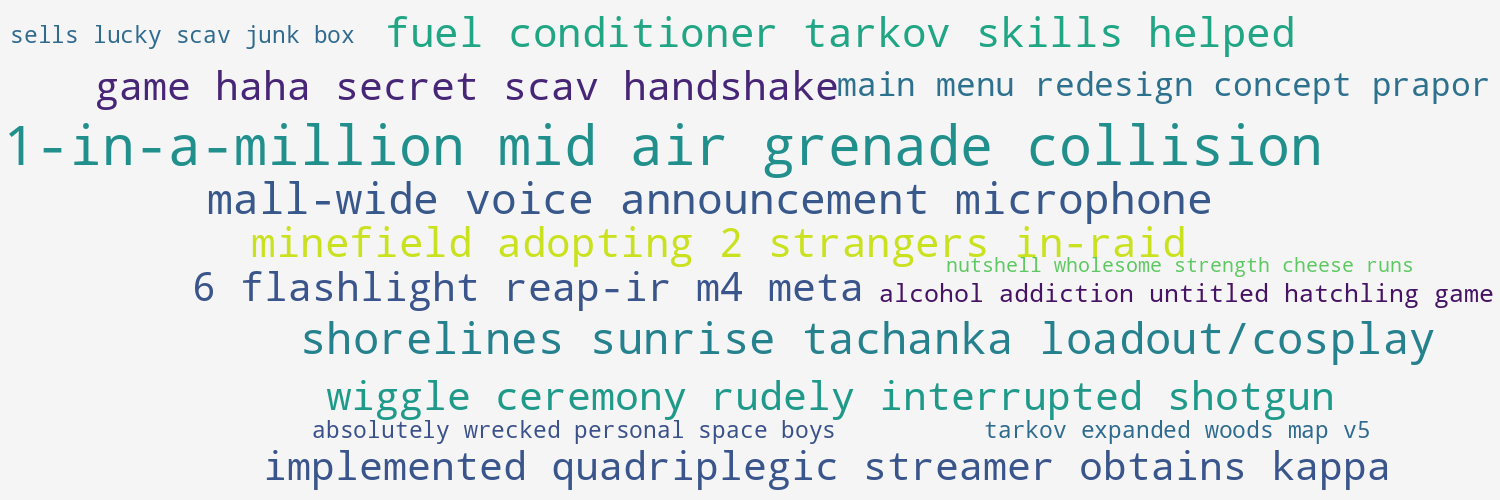 sells lucky scav junk box
fuel conditioner tarkov skills helped
game haha secret scav handshake
main menu redesign concept prapor
1-in-a-million mid air grenade collision
mall-wide voice announcement microphone
minefield adopting 2 strangers in-raid
nutshell wholesome strength cheese runs
6 flashlight reap-ir m4 meta
alcohol addiction untitled hatchling game
shorelines sunrise tachanka loadout/cosplay
wiggle ceremony rudely interrupted shotgun
absolutely wrecked personal space boys
tarkov expanded woods map v5
implemented quadriplegic streamer obtains kappa